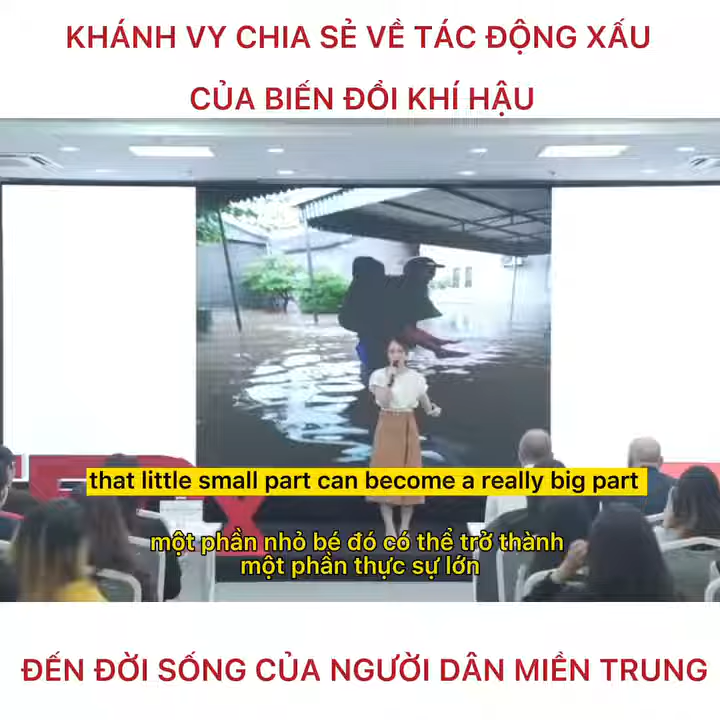 KHÁNH VY CHIA SẺ VỀ TÁC ĐỘNG XẤU
CỦA BIẾN ĐỔI KHÍ HẬU
that little small part can become a really big part
một phần nhỏ bé đó có thể trở thành
một phần thực sự lớn
ĐẾN ĐỜI SỐNG CỦA NGƯỜI DÂN MIỀN TRUNG